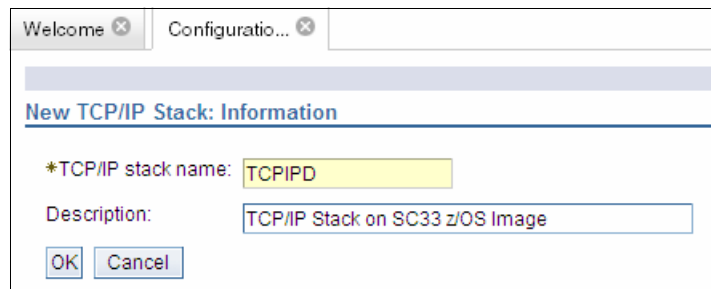 Welcome Configuratio...
New TCP/IP Stack: Information
*TCP/IP stack name: TCPIPD
Description: TCP/IP Stack on SC33 z/OS Image
OK Cancel